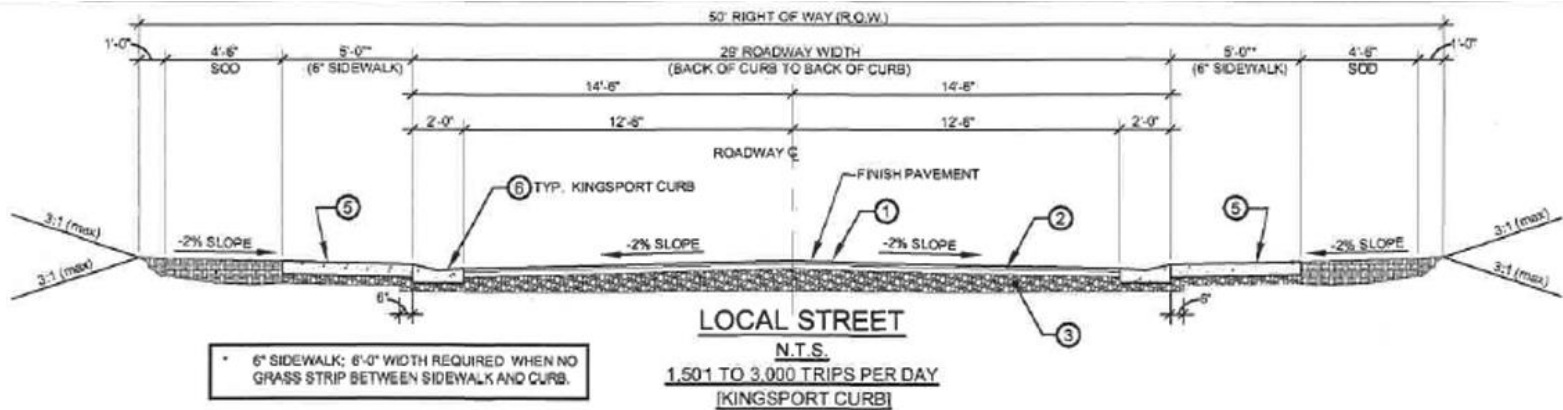 50' RIGHT OF WAY (R.O.W.)
1'-0" 4'-6" 5'-0"* 29' ROADWAY WIDTH 5'-0"* 4'-6" 1'-0"
SOD (6" SIDEWALK) (BACK OF CURB TO BACK OF CURB) (6" SIDEWALK) SOD
14'-6" 14'-6"
2'-0" 12'-6" 12'-6" 2'-0"
ROADWAY ℄
6 TYP. KINGSPORT CURB FINISH PAVEMENT
5 1 2 5
3:1 (max) -2% SLOPE -2% SLOPE -2% SLOPE -2% SLOPE 3:1 (max)
3:1 (max) 3:1 (max)
6" 6"
3
LOCAL STREET
N.T.S.
1,501 TO 3,000 TRIPS PER DAY
[KINGSPORT CURB]
* 6" SIDEWALK; 6'-0" WIDTH REQUIRED WHEN NO
GRASS STRIP BETWEEN SIDEWALK AND CURB.